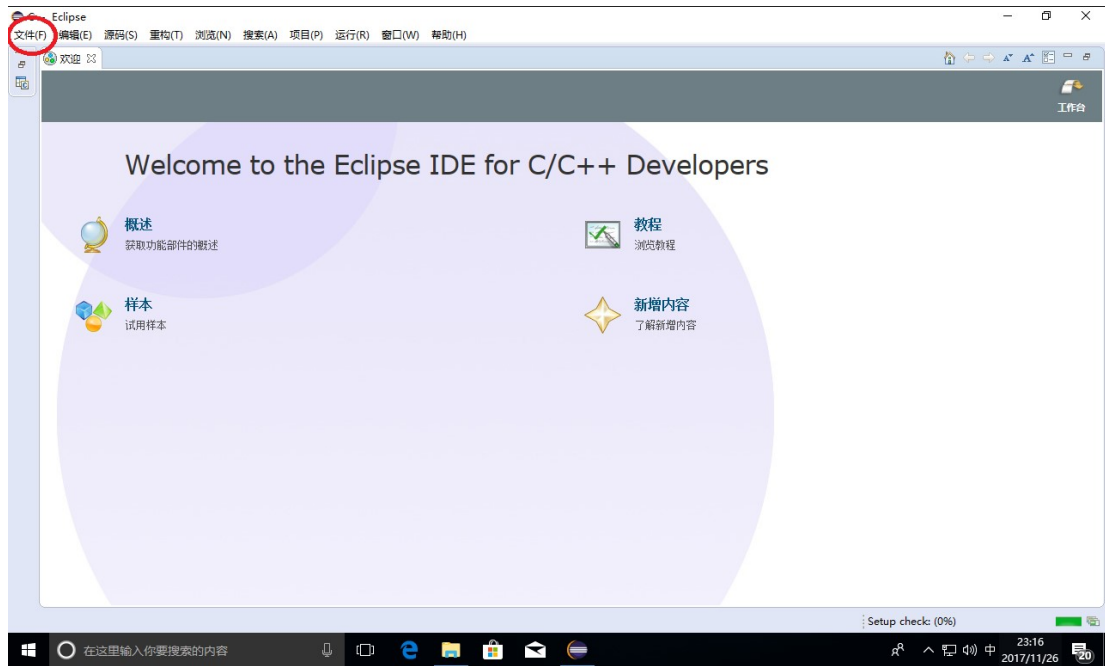 Eclipse
文件(F) 编辑(E) 源码(S) 重构(T) 浏览(N) 搜索(A) 项目(P) 运行(R) 窗口(W) 帮助(H)
欢迎
工作台
Welcome to the Eclipse IDE for C/C++ Developers
概述
获取功能部件的概述
教程
浏览教程
样本
试用样本
新增内容
了解新增内容
Setup check: (0%)
在这里输入你要搜索的内容
中
23:16
2017/11/26
20